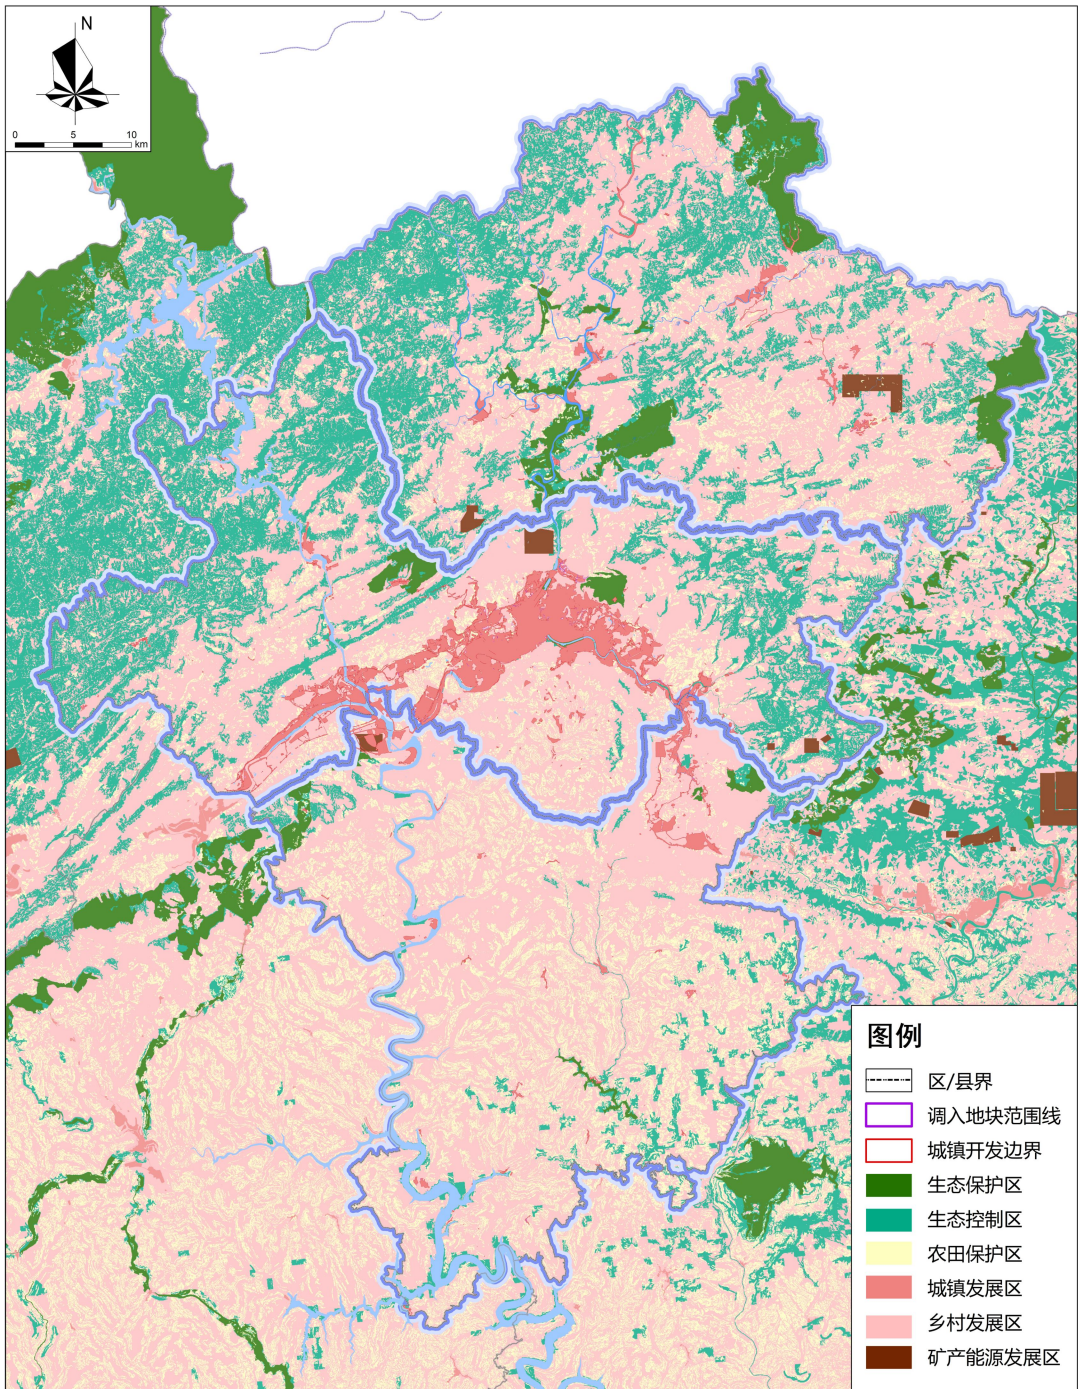 N
0 5 10
km
图例
区/县界
调入地块范围线
城镇开发边界
生态保护区
生态控制区
农田保护区
城镇发展区
乡村发展区
矿产能源发展区